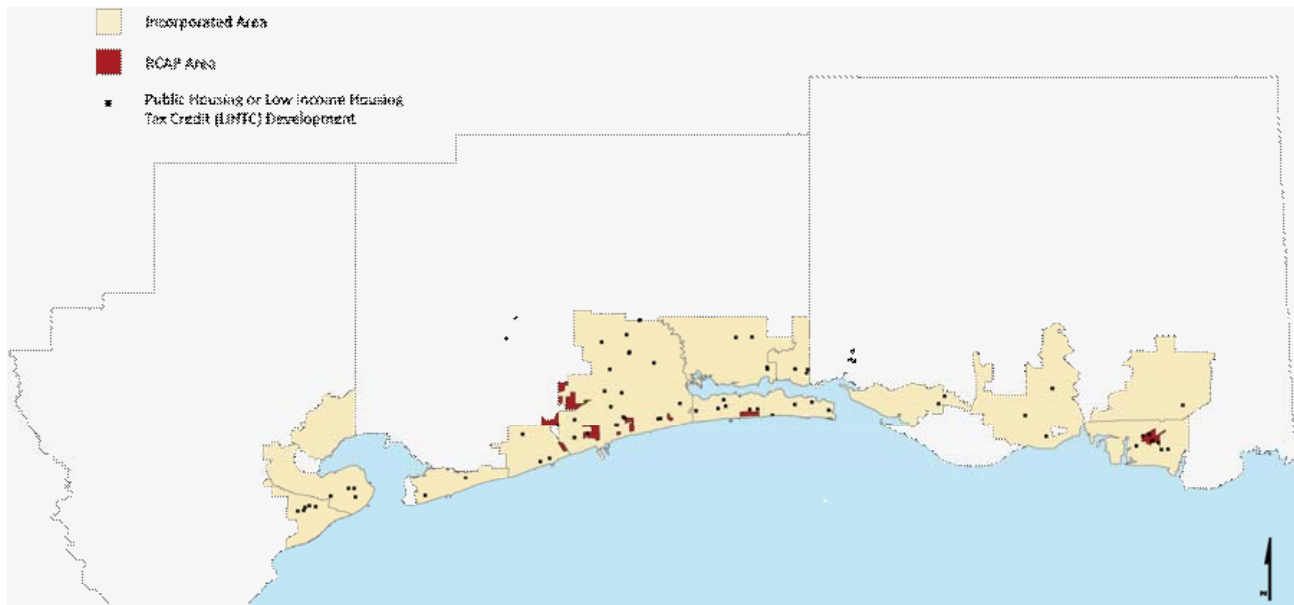 Incorporated Area
RCAP Area
Public Housing or Low Income Housing
Tax Credit (LIHTC) Development
N